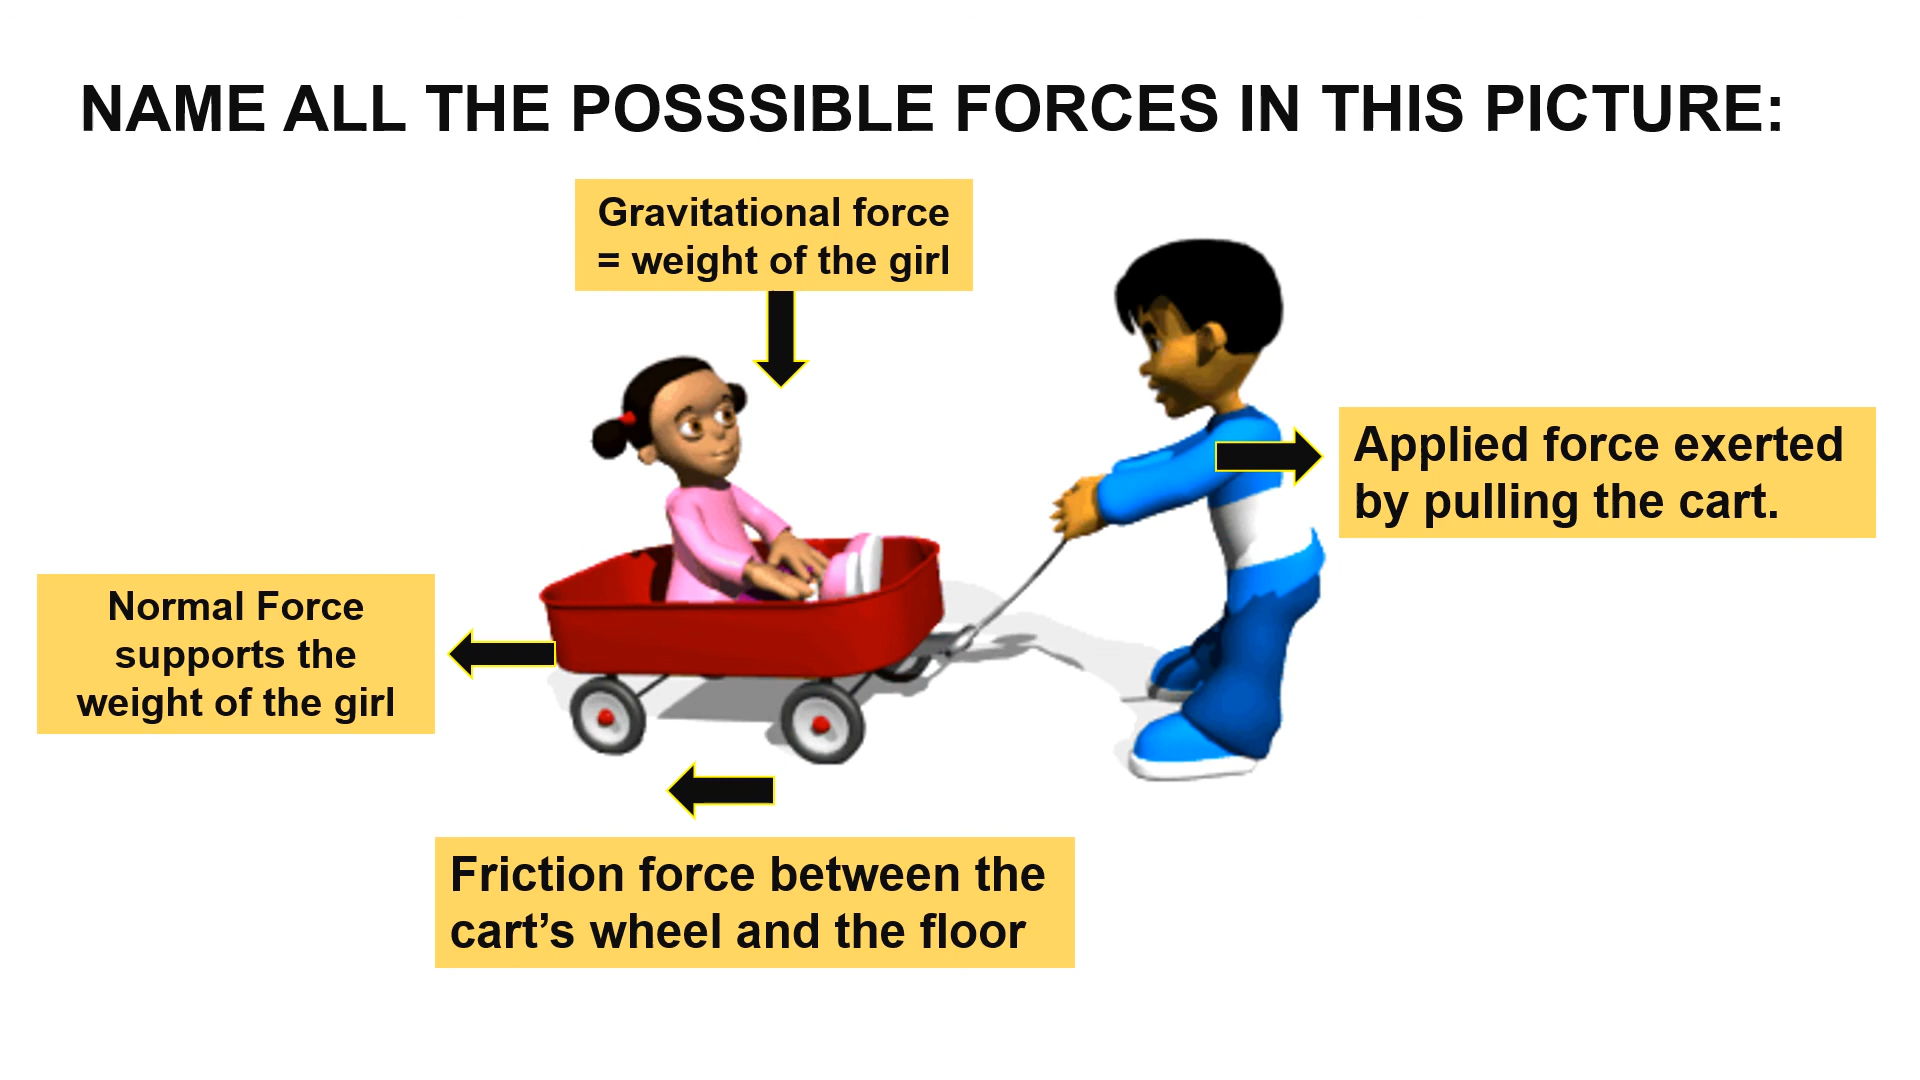 NAME ALL THE POSSSIBLE FORCES IN THIS PICTURE:
Gravitational force
= weight of the girl
Applied force exerted
by pulling the cart.
Normal Force
supports the
weight of the girl
Friction force between the
cart’s wheel and the floor